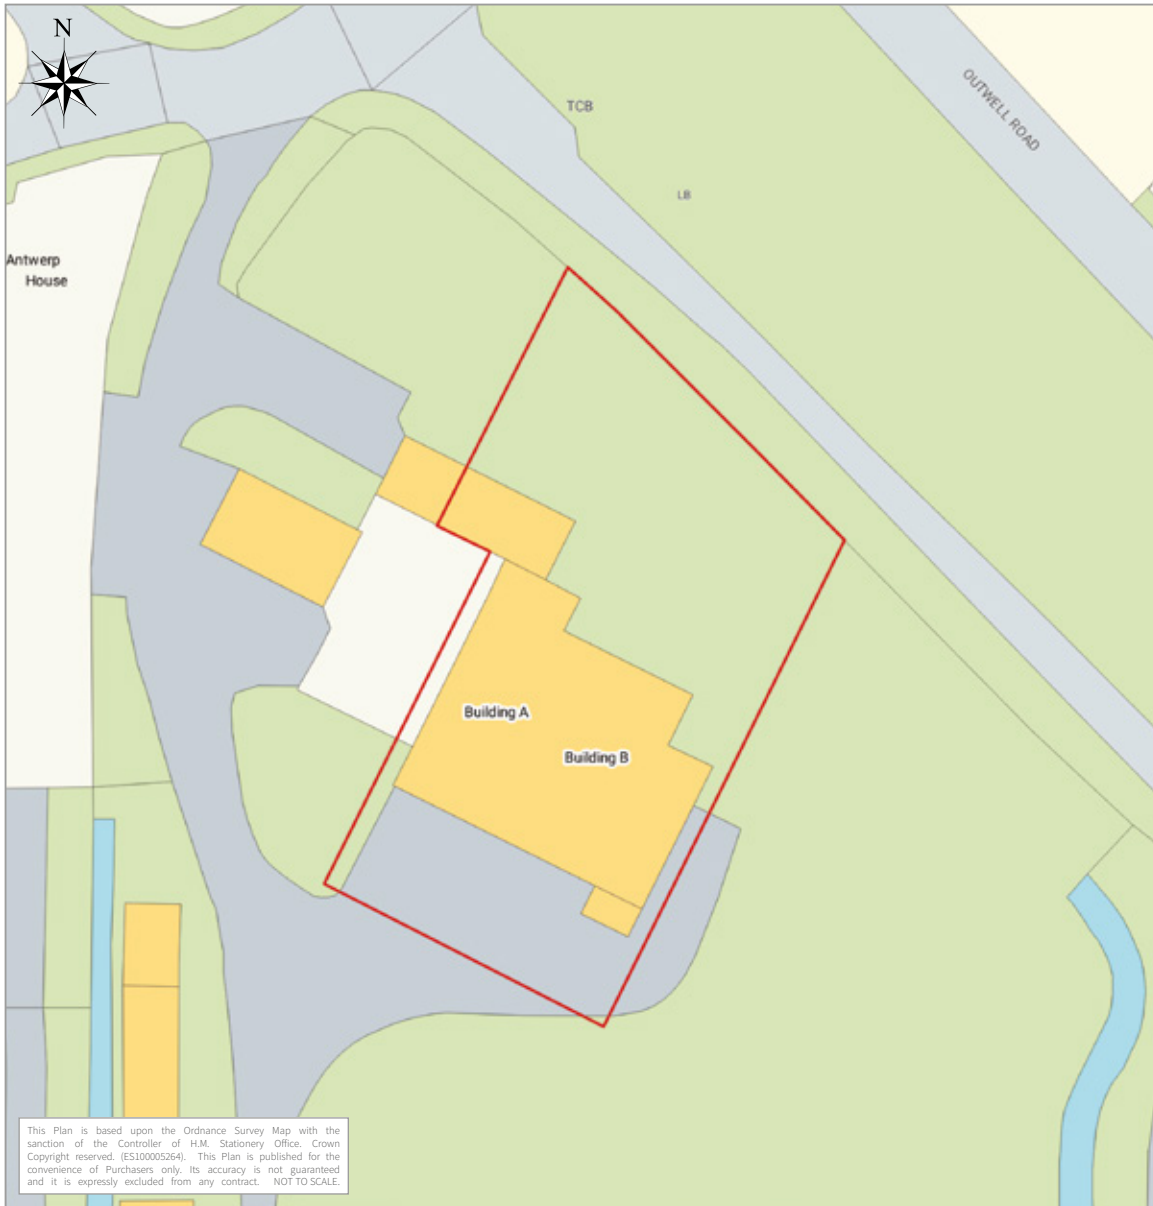 N
TCB
OUTWELL ROAD
LB
Antwerp
House
Building A
Building B
This Plan is based upon the Ordnance Survey Map with the
sanction of the Controller of H.M. Stationery Office. Crown
Copyright reserved. (ES100005264). This Plan is published for the
convenience of Purchasers only. Its accuracy is not guaranteed
and it is expressly excluded from any contract. NOT TO SCALE.